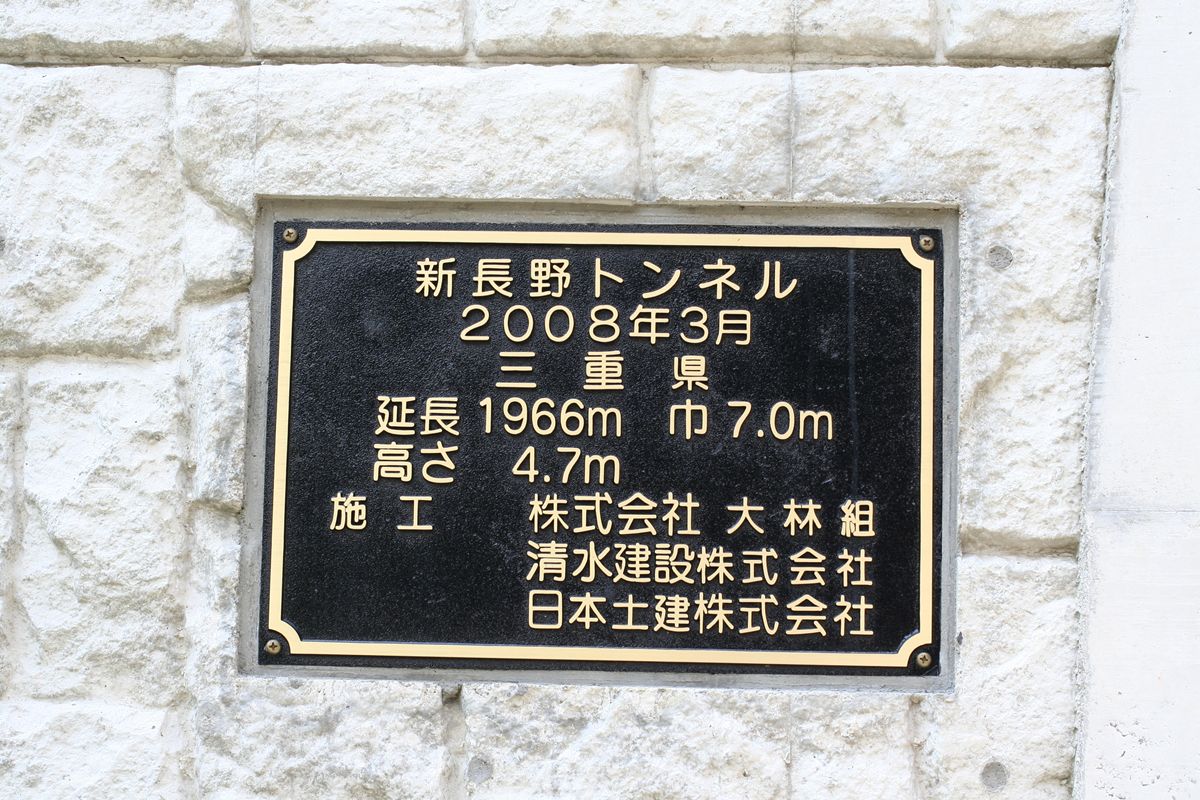 新長野トンネル
２００８年３月
三重県
延長 1966m 巾 7.0m
高さ 4.7m
施工 株式会社 大林組
清水建設株式会社
日本土建株式会社